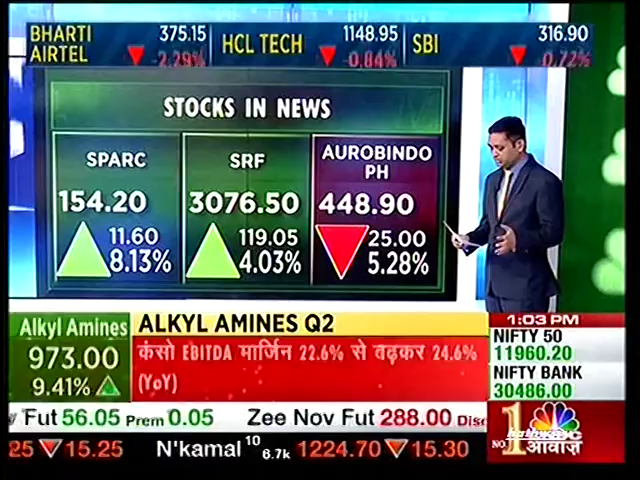 BHARTI AIRTEL 375.15 -2.29% HCL TECH 1148.95 -0.84% SBI 316.90 -0.72%
STOCKS IN NEWS
SPARC
154.20
11.60
8.13%
SRF
3076.50
119.05
4.03%
AUROBINDO PH
448.90
25.00
5.28%
Alkyl Amines
973.00
9.41%
ALKYL AMINES Q2
कंसो EBITDA मार्जिन 22.6% से बढ़कर 24.6%
(YoY)
1:03 PM
NIFTY 50
11960.20
NIFTY BANK
30486.00
Fut 56.05 Prem 0.05 Zee Nov Fut 288.00 Disc
NO.1
आवाज़
25 15.25 N'kamal 10 6.7k 1224.70 15.30